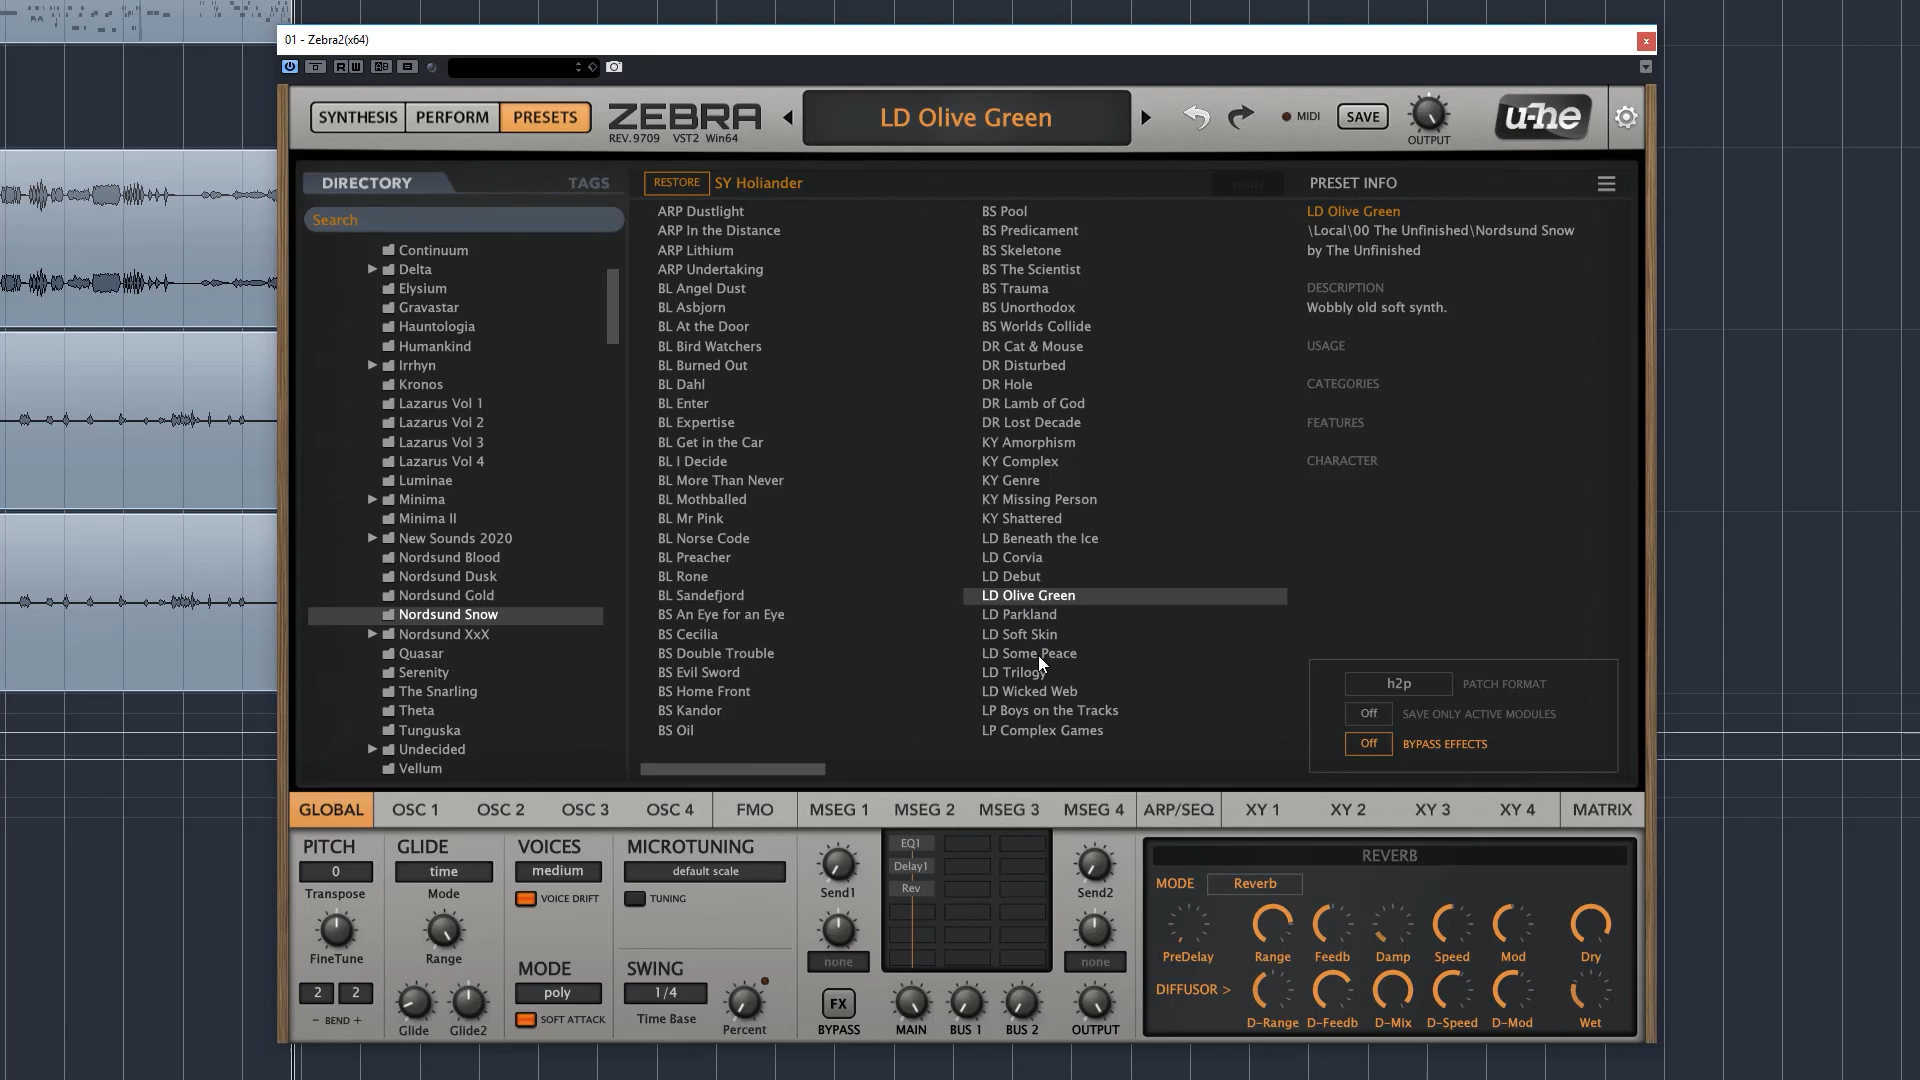 01 - Zebra2(x64)
x
R W AB
SYNTHESIS PERFORM PRESETS
ZEBRA
REV.9709 VST2 Win64
LD Olive Green
MIDI
SAVE
OUTPUT
u-he
DIRECTORY
TAGS
Search
Continuum
Delta
Elysium
Gravastar
Hauntologia
Humankind
Irrhyn
Kronos
Lazarus Vol 1
Lazarus Vol 2
Lazarus Vol 3
Lazarus Vol 4
Luminae
Minima
Minima II
New Sounds 2020
Nordsund Blood
Nordsund Dusk
Nordsund Gold
Nordsund Snow
Nordsund XxX
Quasar
Serenity
The Snarling
Theta
Tunguska
Undecided
Vellum
RESTORE SY Holiander
ARP Dustlight
ARP In the Distance
ARP Lithium
ARP Undertaking
BL Angel Dust
BL Asbjorn
BL At the Door
BL Bird Watchers
BL Burned Out
BL Dahl
BL Enter
BL Expertise
BL Get in the Car
BL I Decide
BL More Than Never
BL Mothballed
BL Mr Pink
BL Norse Code
BL Preacher
BL Rone
BL Sandefjord
BS An Eye for an Eye
BS Cecilia
BS Double Trouble
BS Evil Sword
BS Home Front
BS Kandor
BS Oil
BS Pool
BS Predicament
BS Skeletone
BS The Scientist
BS Trauma
BS Unorthodox
BS Worlds Collide
DR Cat & Mouse
DR Disturbed
DR Hole
DR Lamb of God
DR Lost Decade
KY Amorphism
KY Complex
KY Genre
KY Missing Person
KY Shattered
LD Beneath the Ice
LD Corvia
LD Debut
LD Olive Green
LD Parkland
LD Soft Skin
LD Some Peace
LD Trilogy
LD Wicked Web
LP Boys on the Tracks
LP Complex Games
PRESET INFO
LD Olive Green
\Local\00 The Unfinished\Nordsund Snow
by The Unfinished
DESCRIPTION
Wobbly old soft synth.
USAGE
CATEGORIES
FEATURES
CHARACTER
h2p PATCH FORMAT
Off SAVE ONLY ACTIVE MODULES
Off BYPASS EFFECTS
GLOBAL OSC 1 OSC 2 OSC 3 OSC 4 FMO MSEG 1 MSEG 2 MSEG 3 MSEG 4 ARP/SEQ XY 1 XY 2 XY 3 XY 4 MATRIX
PITCH
0
Transpose
FineTune
2 2
− BEND +
GLIDE
time
Mode
Range
Glide Glide2
VOICES
medium
VOICE DRIFT
MODE
poly
SOFT ATTACK
MICROTUNING
default scale
TUNING
SWING
1/4
Time Base
Percent
Send1
none
FX
BYPASS
EQ1
Delay1
Rev
MAIN BUS 1 BUS 2 OUTPUT
Send2
none
REVERB
MODE Reverb
PreDelay Range Feedb Damp Speed Mod Dry
DIFFUSOR >
D-Range D-Feedb D-Mix D-Speed D-Mod Wet